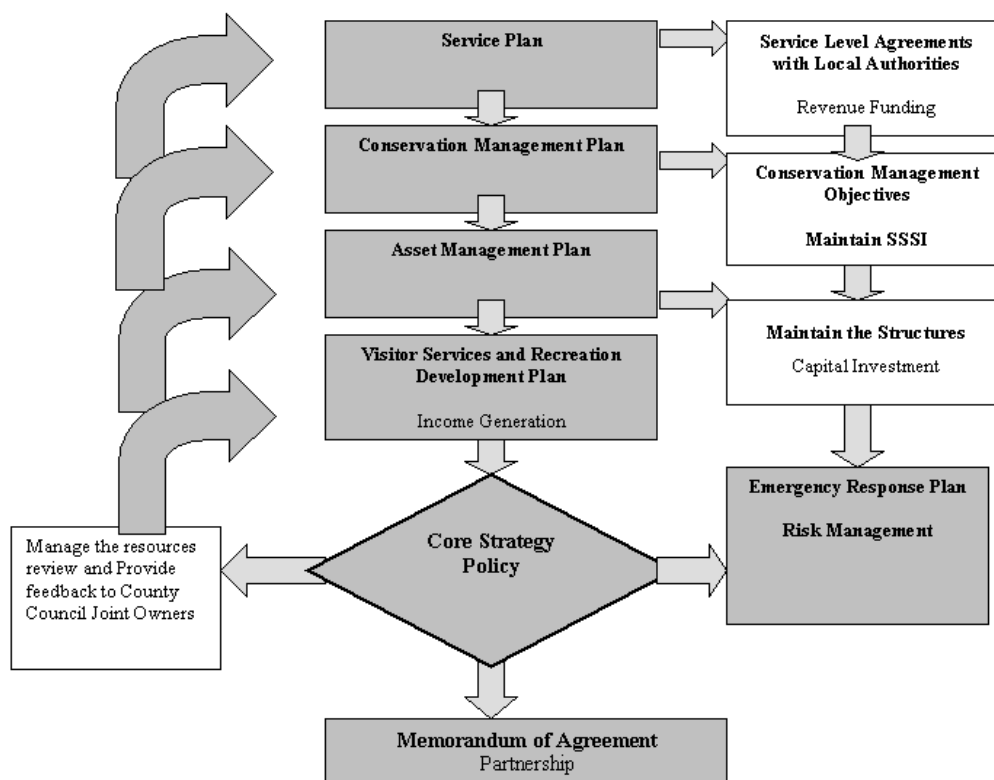 Service Plan
Service Level Agreements
with Local Authorities
Revenue Funding
Conservation Management Plan
Conservation Management
Objectives
Maintain SSSI
Asset Management Plan
Maintain the Structures
Capital Investment
Visitor Services and Recreation
Development Plan
Income Generation
Emergency Response Plan
Risk Management
Core Strategy
Policy
Manage the resources
review and Provide
feedback to County
Council Joint Owners
Memorandum of Agreement
Partnership